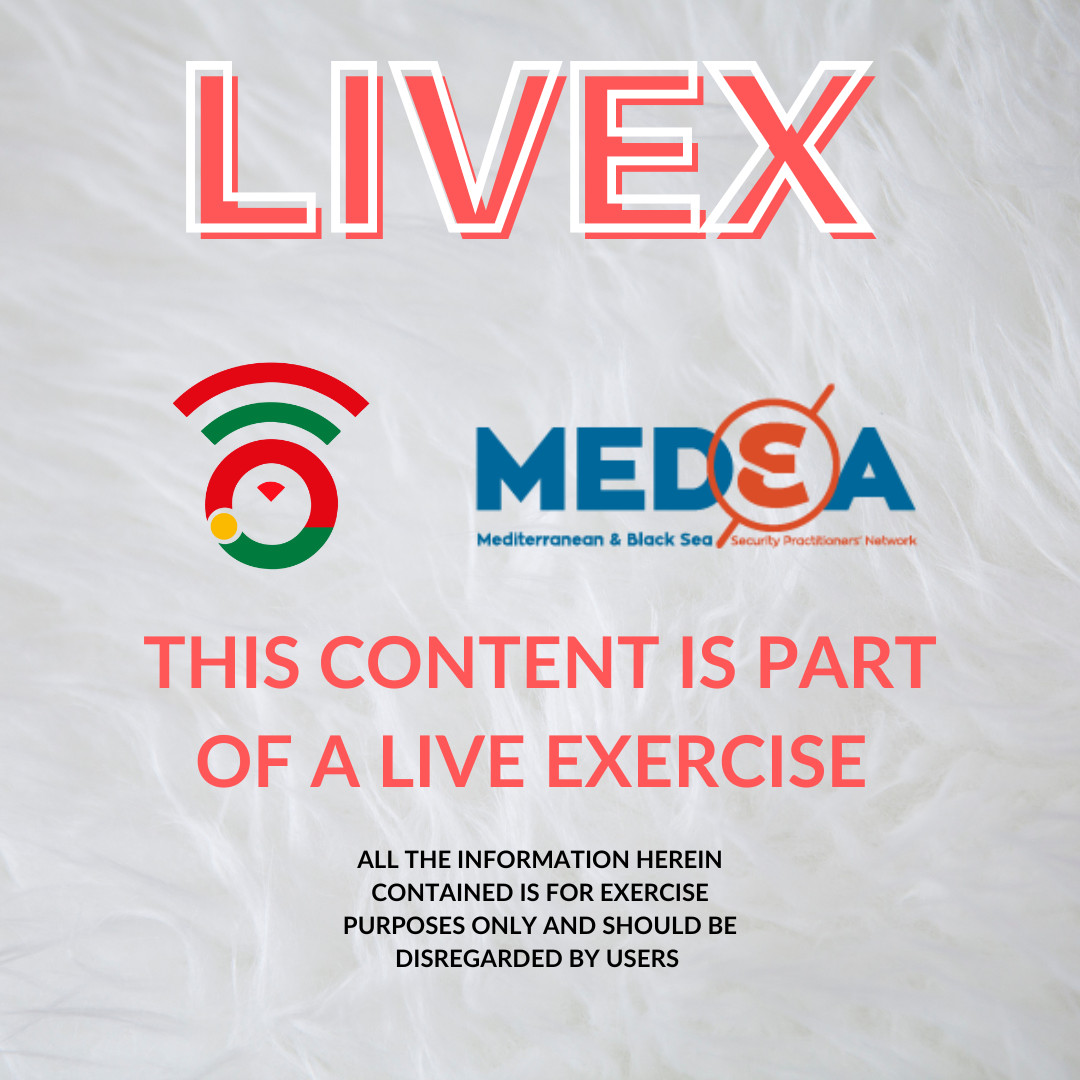 LIVEX
MEDEA
Mediterranean & Black Sea Security Practitioners' Network
THIS CONTENT IS PART
OF A LIVE EXERCISE
ALL THE INFORMATION HEREIN
CONTAINED IS FOR EXERCISE
PURPOSES ONLY AND SHOULD BE
DISREGARDED BY USERS